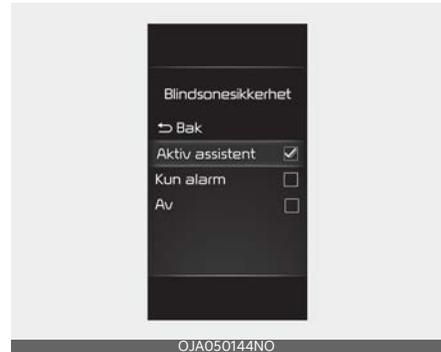 Blindsonesikkerhet
⮌ Bak
Aktiv assistent
Kun alarm
Av
OJA050144NO